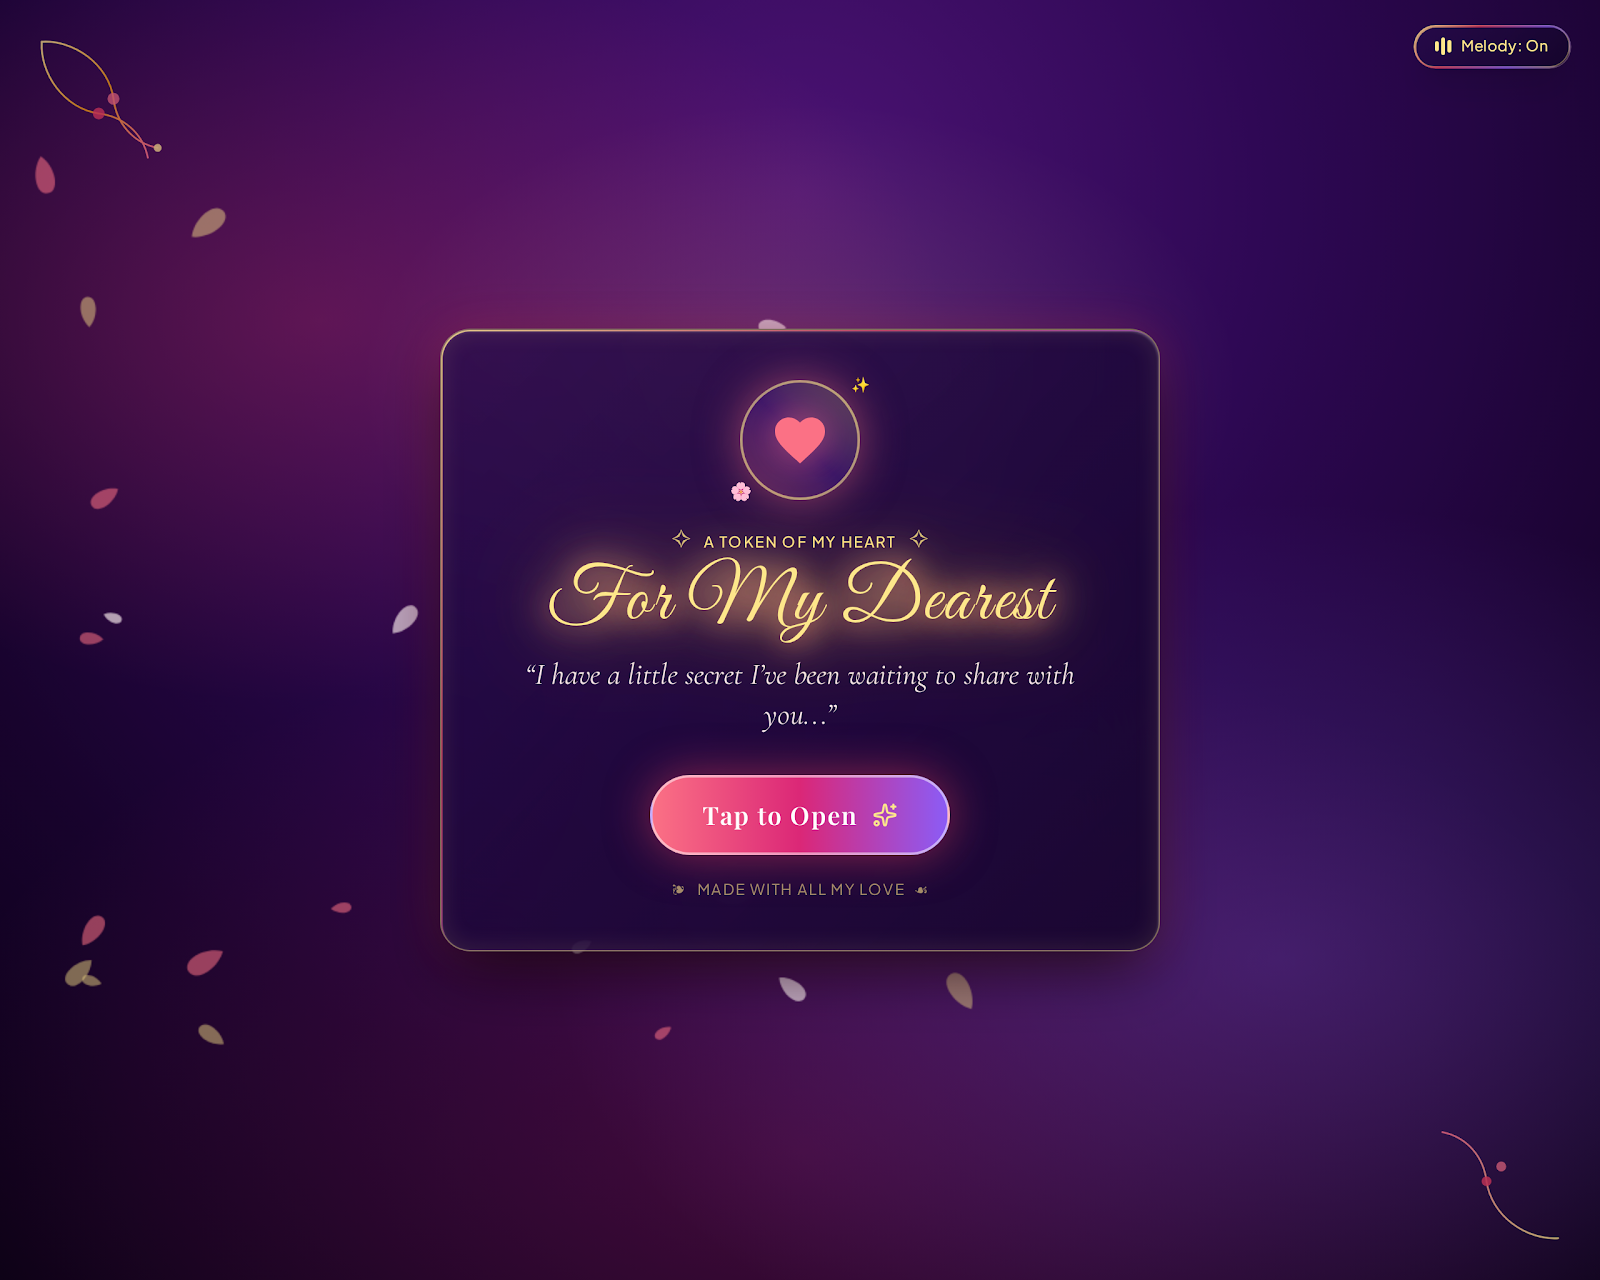 Melody: On
A TOKEN OF MY HEART
For My Dearest
“I have a little secret I’ve been waiting to share with
you...”
Tap to Open
MADE WITH ALL MY LOVE